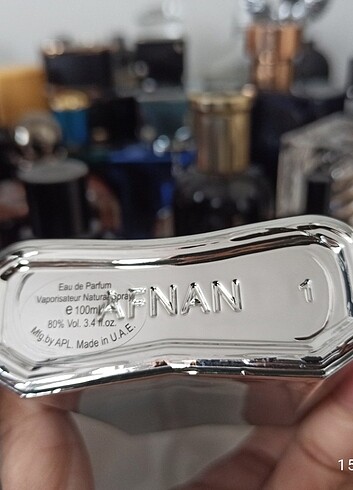 Eau de Parfum
Vaporisateur Natural Spray
e 100ml
80% Vol. 3.4 fl.oz.
Mfg by APL. Made in U.A.E.
AFNAN
1
15